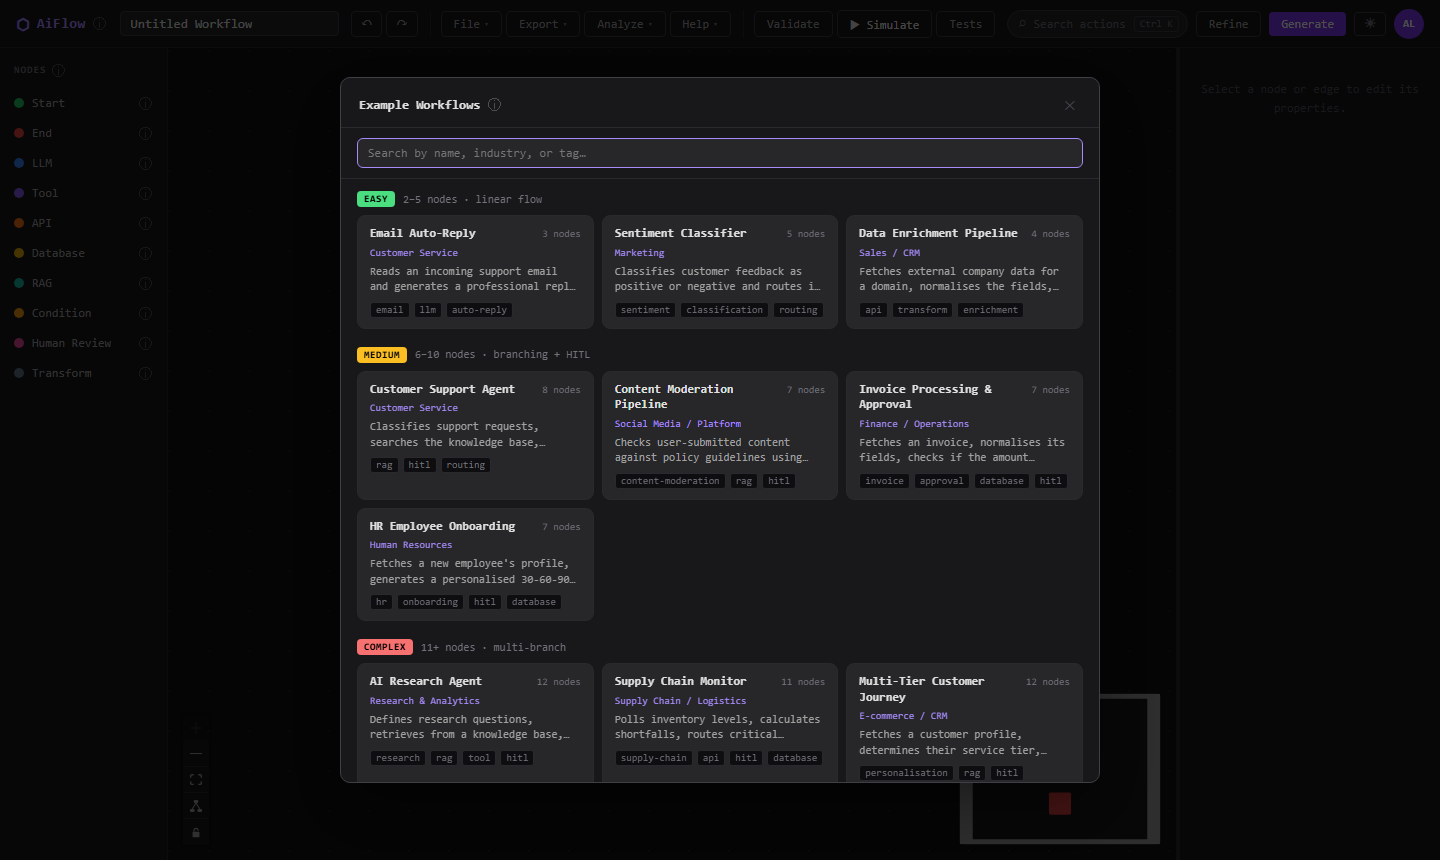 AiFlow
Untitled Workflow
File
Export
Analyze
Help
Validate
▶ Simulate
Tests
Search actions
Ctrl K
Refine
Generate
AL
NODES
Start
End
LLM
Tool
API
Database
RAG
Condition
Human Review
Transform
Select a node or edge to edit its
properties.
Example Workflows
Search by name, industry, or tag…
EASY 2–5 nodes · linear flow
Email Auto-Reply 3 nodes
Customer Service
Reads an incoming support email
and generates a professional repl…
email llm auto-reply
Sentiment Classifier 5 nodes
Marketing
Classifies customer feedback as
positive or negative and routes i…
sentiment classification routing
Data Enrichment Pipeline 4 nodes
Sales / CRM
Fetches external company data for
a domain, normalises the fields,…
api transform enrichment
MEDIUM 6–10 nodes · branching + HITL
Customer Support Agent 8 nodes
Customer Service
Classifies support requests,
searches the knowledge base,…
rag hitl routing
Content Moderation 7 nodes
Pipeline
Social Media / Platform
Checks user-submitted content
against policy guidelines using…
content-moderation rag hitl
Invoice Processing & 7 nodes
Approval
Finance / Operations
Fetches an invoice, normalises its
fields, checks if the amount…
invoice approval database hitl
HR Employee Onboarding 7 nodes
Human Resources
Fetches a new employee's profile,
generates a personalised 30-60-90…
hr onboarding hitl database
COMPLEX 11+ nodes · multi-branch
AI Research Agent 12 nodes
Research & Analytics
Defines research questions,
retrieves from a knowledge base,…
research rag tool hitl
Supply Chain Monitor 11 nodes
Supply Chain / Logistics
Polls inventory levels, calculates
shortfalls, routes critical…
supply-chain api hitl database
Multi-Tier Customer 12 nodes
Journey
E-commerce / CRM
Fetches a customer profile,
determines their service tier,…
personalisation rag hitl